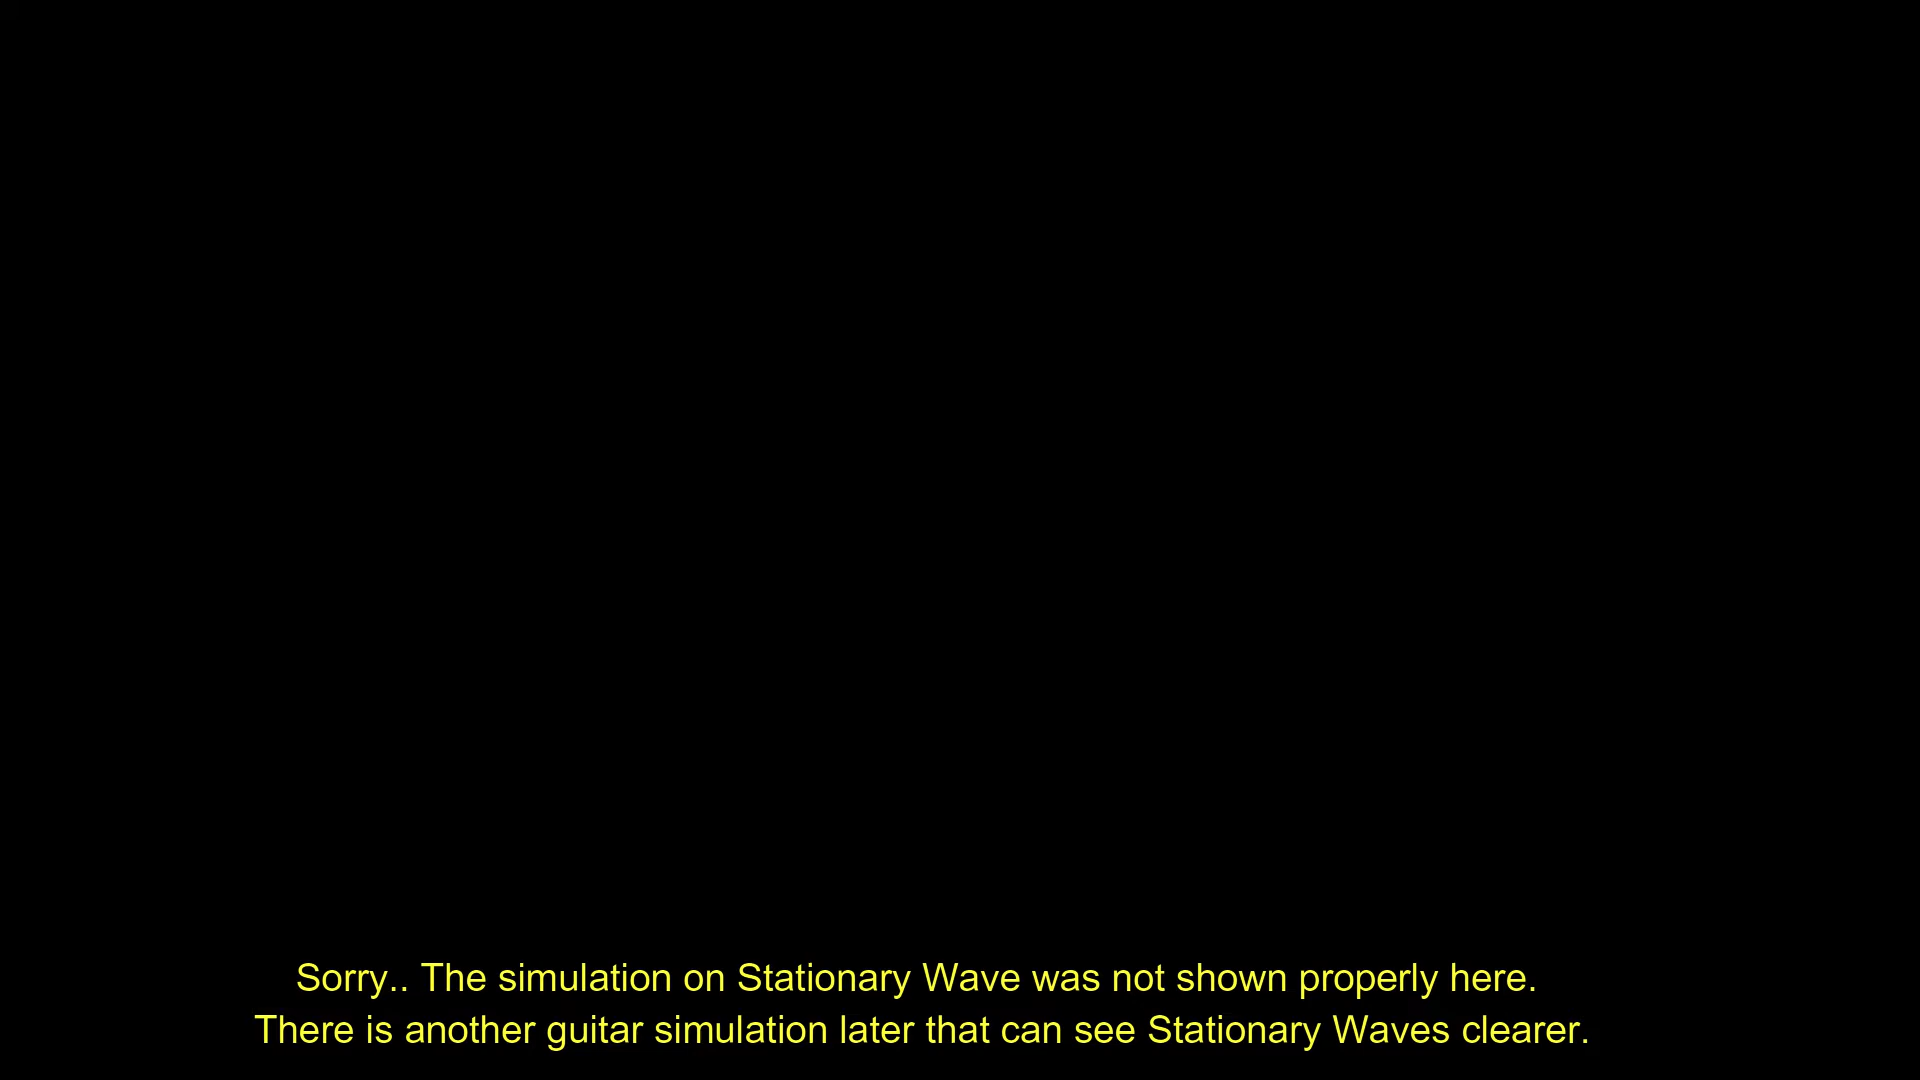 Sorry.. The simulation on Stationary Wave was not shown properly here.
There is another guitar simulation later that can see Stationary Waves clearer.